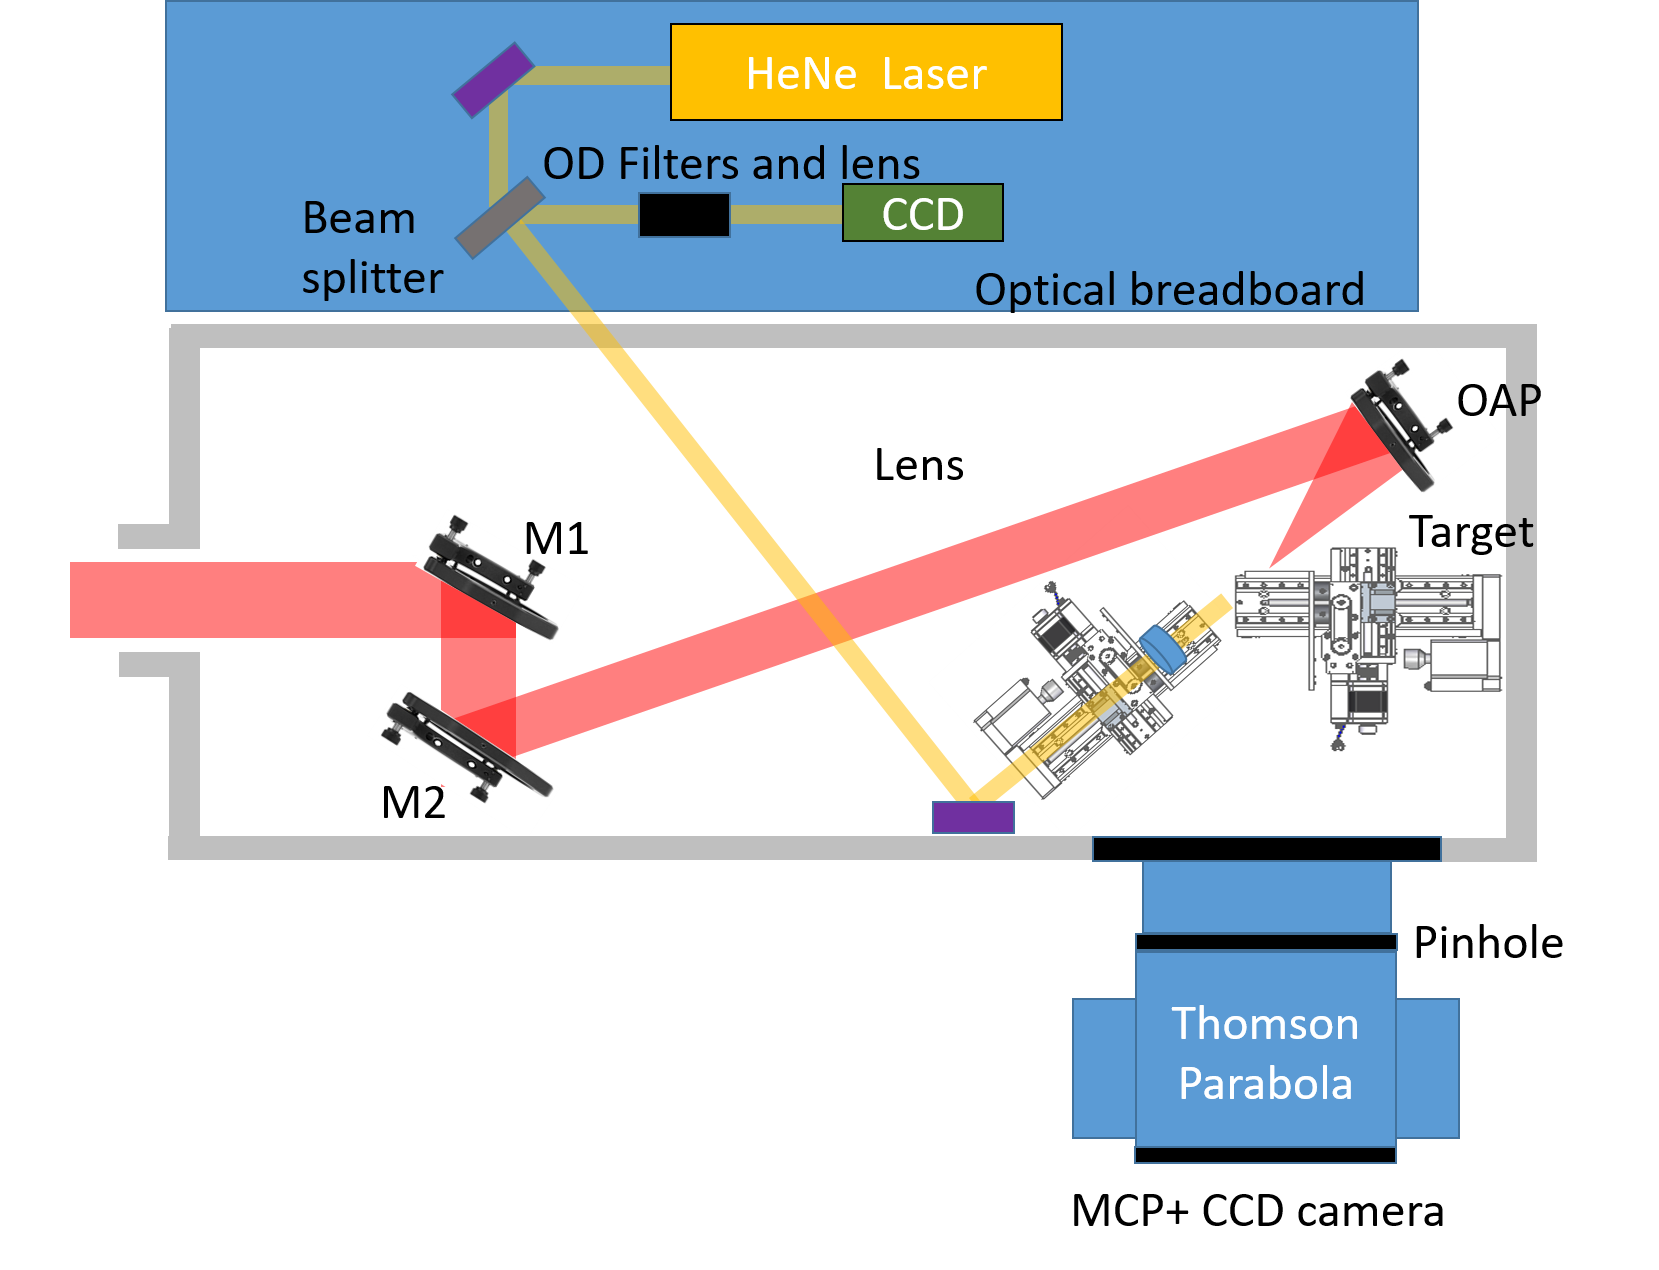 HeNe Laser
OD Filters and lens
Beam
splitter
CCD
Optical breadboard
OAP
Lens
M1
Target
M2
Pinhole
Thomson
Parabola
MCP+ CCD camera